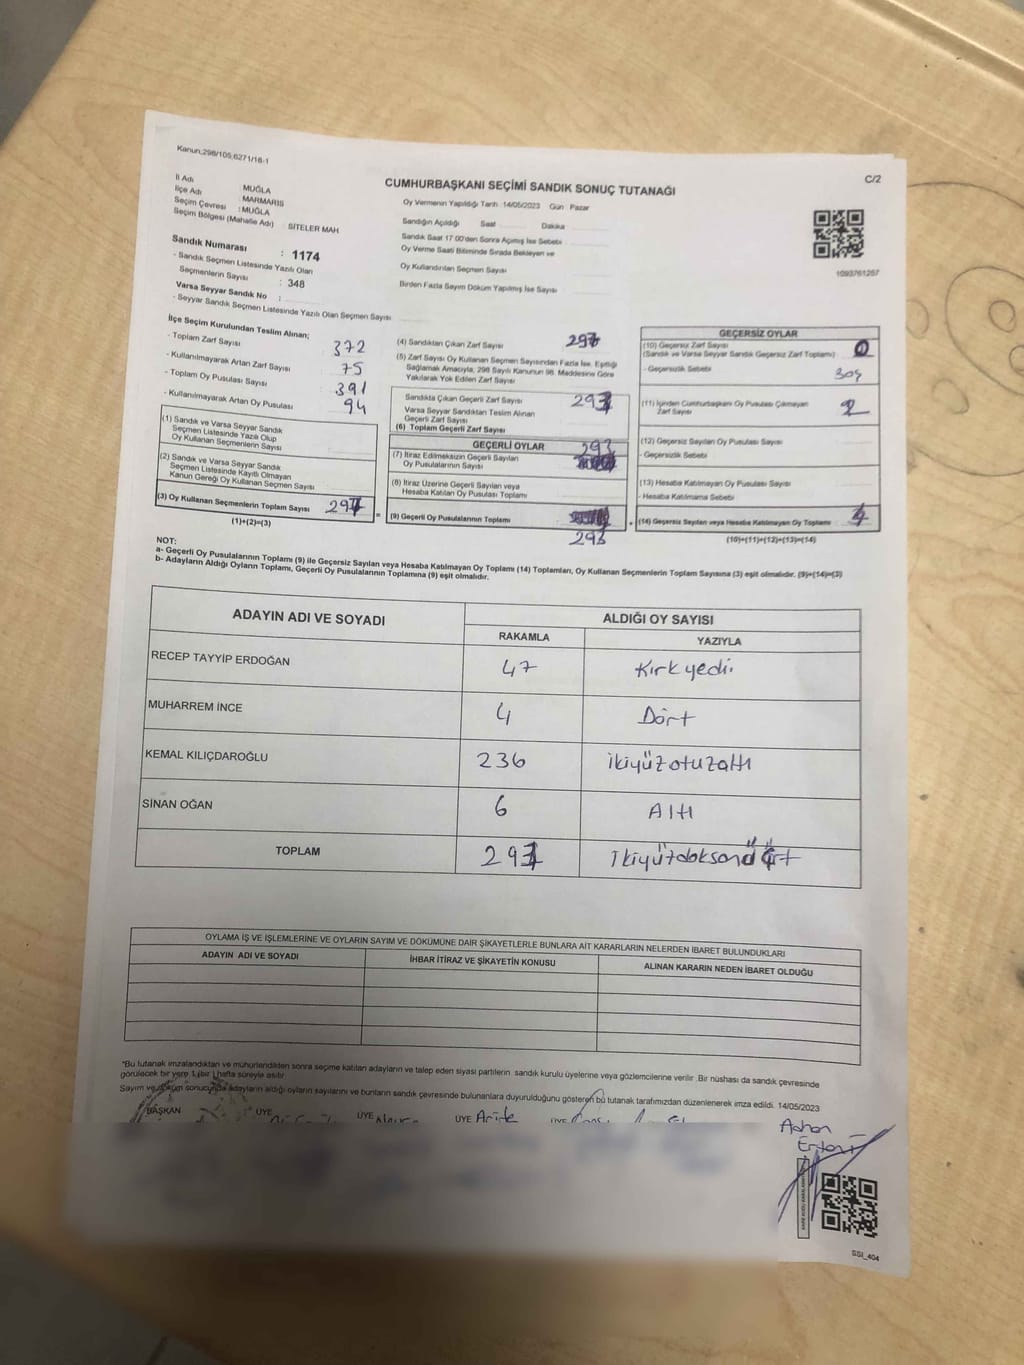 Kanun;298/105,6271/16-1
C/2
CUMHURBAŞKANI SEÇİMİ SANDIK SONUÇ TUTANAĞI
İl Adı : MUĞLA
İlçe Adı MARMARİS
Seçim Çevresi : MUĞLA
Seçim Bölgesi (Mahalle Adı) : SİTELER MAH
Sandık Numarası : 1174
- Sandık Seçmen Listesinde Yazılı Olan
Seçmenlerin Sayısı : 348
Varsa Seyyar Sandık No :
- Seyyar Sandık Seçmen Listesinde Yazılı Olan Seçmen Sayısı
Oy Vermenin Yapıldığı Tarih :14/05/2023 Gün : Pazar
Sandığın Açıldığı Saat Dakika
Sandık Saat 17:00'den Sonra Açılmış İse Sebebi
Oy Verme Saati Bitiminde Sırada Bekleyen ve
Oy Kullandırılan Seçmen Sayısı
Birden Fazla Sayım Döküm Yapılmış İse Sayısı
1093761257
İlçe Seçim Kurulundan Teslim Alınan;
- Toplam Zarf Sayısı 372
- Kullanılmayarak Artan Zarf Sayısı 75
- Toplam Oy Pusulası Sayısı 391
- Kullanılmayarak Artan Oy Pusulası 94
(1) Sandık ve Varsa Seyyar Sandık
Seçmen Listesinde Yazılı Olup
Oy Kullanan Seçmenlerin Sayısı
(2) Sandık ve Varsa Seyyar Sandık
Seçmen Listesinde Kayıtlı Olmayan
Kanun Gereği Oy Kullanan Seçmen Sayısı
(3) Oy Kullanan Seçmenlerin Toplam Sayısı 297
(1)+(2)=(3)
(4) Sandıktan Çıkan Zarf Sayısı 297
(5) Zarf Sayısı Oy Kullanan Seçmen Sayısından Fazla İse, Eşitliği
Sağlamak Amacıyla, 298 Sayılı Kanunun 98. Maddesine Göre
Yakılarak Yok Edilen Zarf Sayısı
Sandıkta Çıkan Geçerli Zarf Sayısı
Varsa Seyyar Sandıktan Teslim Alınan
Geçerli Zarf Sayısı
(6) Toplam Geçerli Zarf Sayısı
GEÇERLİ OYLAR
(7) İtiraz Edilmeksizin Geçerli Sayılan 293
Oy Pusulalarının Sayısı
(8) İtiraz Üzerine Geçerli Sayılan veya
Hesaba Katılan Oy Pusulası Toplamı
(9) Geçerli Oy Pusulalarının Toplamı
293
GEÇERSİZ OYLAR
(10) Geçersiz Zarf Sayısı 0
(Sandık ve Varsa Seyyar Sandık Geçersiz Zarf Toplamı)
- Geçersizlik Sebebi boş
(11) İçinden Cumhurbaşkanı Oy Pusulası Çıkmayan
Zarf Sayısı
(12) Geçersiz Sayılan Oy Pusulası Sayısı
- Geçersizlik Sebebi
(13) Hesaba Katılmayan Oy Pusulası Sayısı
- Hesaba Katılmama Sebebi
(14) Geçersiz Sayılan veya Hesaba Katılmayan Oy Toplamı 4
(10)+(11)+(12)+(13)=(14)
NOT:
a- Geçerli Oy Pusulalarının Toplamı (9) ile Geçersiz Sayılan veya Hesaba Katılmayan Oy Toplamı (14) Toplamları, Oy Kullanan Seçmenlerin Toplam Sayısına (3) eşit olmalıdır. (9)+(14)=(3)
b- Adayların Aldığı Oyların Toplamı, Geçerli Oy Pusulalarının Toplamına (9) eşit olmalıdır.
ADAYIN ADI VE SOYADI ALDIĞI OY SAYISI
RAKAMLA YAZIYLA
RECEP TAYYİP ERDOĞAN 47 Kırkyedi
MUHARREM İNCE 4 Dört
KEMAL KILIÇDAROĞLU 236 ikiyüzotuzaltı
SİNAN OĞAN 6 Altı
TOPLAM 293
OYLAMA İŞ VE İŞLEMLERİNE VE OYLARIN SAYIM VE DÖKÜMÜNE DAİR ŞİKAYETLERLE BUNLARA AİT KARARLARIN NELERDEN İBARET BULUNDUKLARI
ADAYIN ADI VE SOYADI İHBAR İTİRAZ VE ŞİKAYETİN KONUSU ALINAN KARARIN NEDEN İBARET OLDUĞU
*Bu tutanak imzalandıktan ve mühürlendikten sonra seçime katılan adayların ve talep eden siyasi partilerin sandık kurulu üyelerine veya gözlemcilerine verilir. Bir nüshası da sandık çevresinde
görülecek bir yere 1 (bir) hafta süreyle asılır.
Sayım ve döküm sonucunda adayların aldığı oyların sayılarını ve bunların sandık çevresinde bulunanlara duyurulduğunu gösteren bu tutanak tarafımızdan düzenlenerek imza edildi. 14/05/2023
BAŞKAN ÜYE ÜYE ÜYE ÜYE
SSI_404